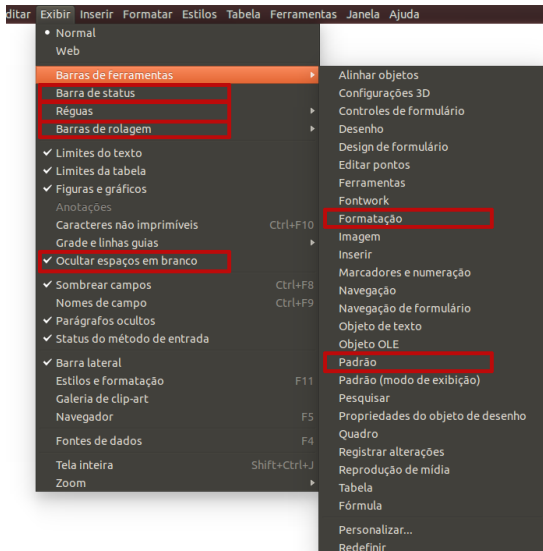 ditar Exibir Inserir Formatar Estilos Tabela Ferramentas Janela Ajuda
Normal
Web
Barras de ferramentas
Barra de status
Réguas
Barras de rolagem
Limites do texto
Limites da tabela
Figuras e gráficos
Anotações
Caracteres não imprimíveis Ctrl+F10
Grade e linhas guias
Ocultar espaços em branco
Sombrear campos Ctrl+F8
Nomes de campo Ctrl+F9
Parágrafos ocultos
Status do método de entrada
Barra lateral
Estilos e formatação F11
Galeria de clip-art
Navegador F5
Fontes de dados F4
Tela inteira Shift+Ctrl+J
Zoom
Alinhar objetos
Configurações 3D
Controles de formulário
Desenho
Design de formulário
Editar pontos
Ferramentas
Fontwork
Formatação
Imagem
Inserir
Marcadores e numeração
Navegação
Navegação de formulário
Objeto de texto
Objeto OLE
Padrão
Padrão (modo de exibição)
Pesquisar
Propriedades do objeto de desenho
Quadro
Registrar alterações
Reprodução de mídia
Tabela
Fórmula
Personalizar...
Redefinir